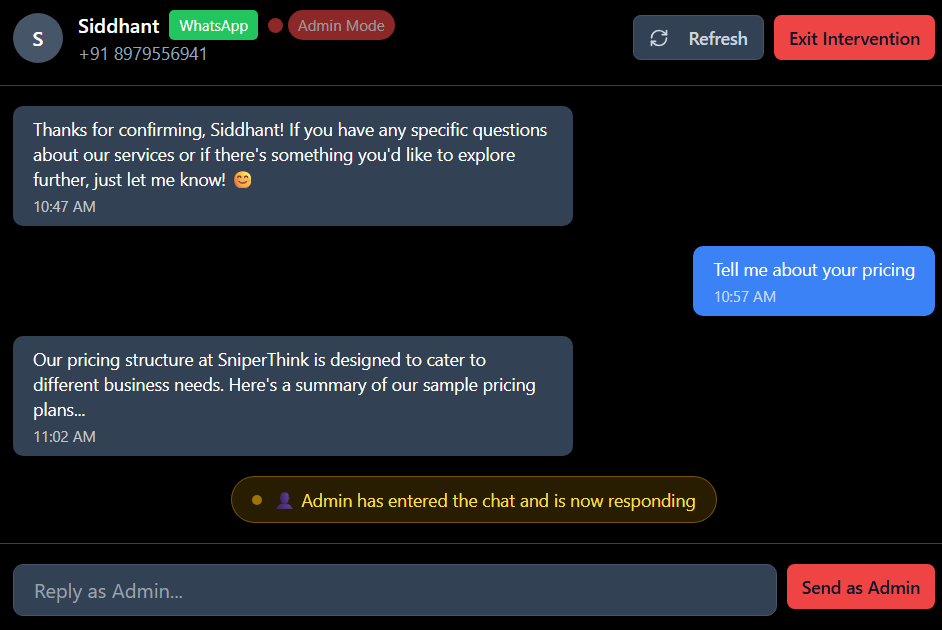 S
Siddhant WhatsApp Admin Mode
+91 8979556941
Refresh
Exit Intervention
Thanks for confirming, Siddhant! If you have any specific questions
about our services or if there's something you'd like to explore
further, just let me know! 😊
10:47 AM
Tell me about your pricing
10:57 AM
Our pricing structure at SniperThink is designed to cater to
different business needs. Here's a summary of our sample pricing
plans...
11:02 AM
👤 Admin has entered the chat and is now responding
Reply as Admin...
Send as Admin